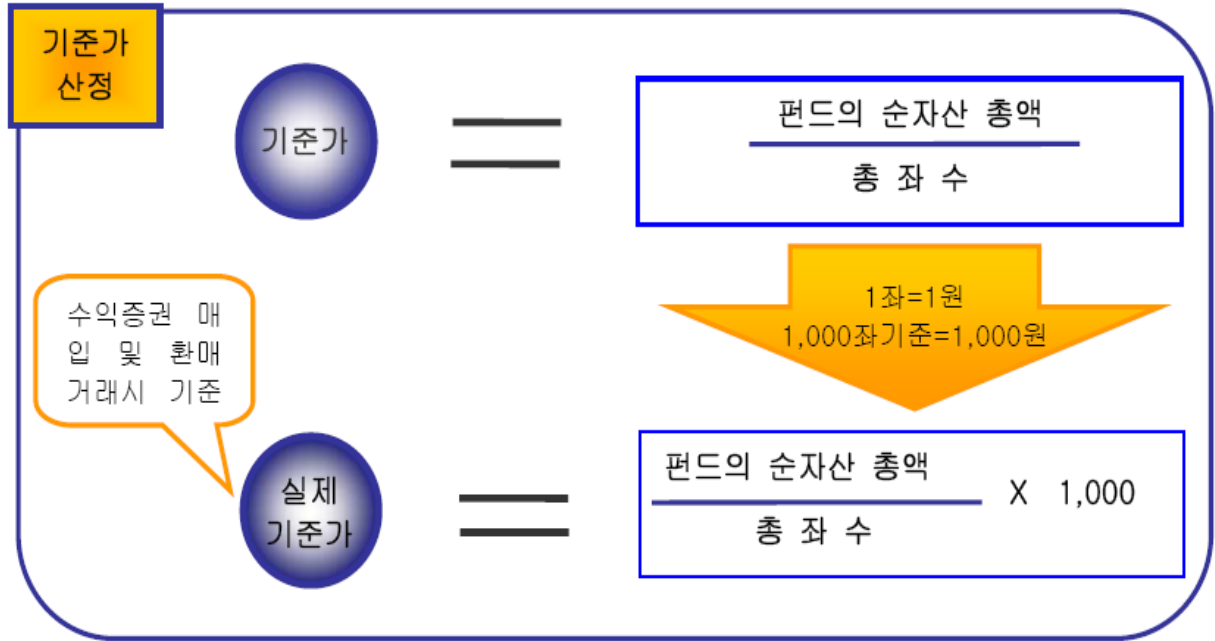 기준가
산정
기준가
펀드의 순자산 총액
총 좌 수
1좌=1원
1,000좌기준=1,000원
수익증권 매
입 및 환매
거래시 기준
실제
기준가
펀드의 순자산 총액
총 좌 수
X 1,000